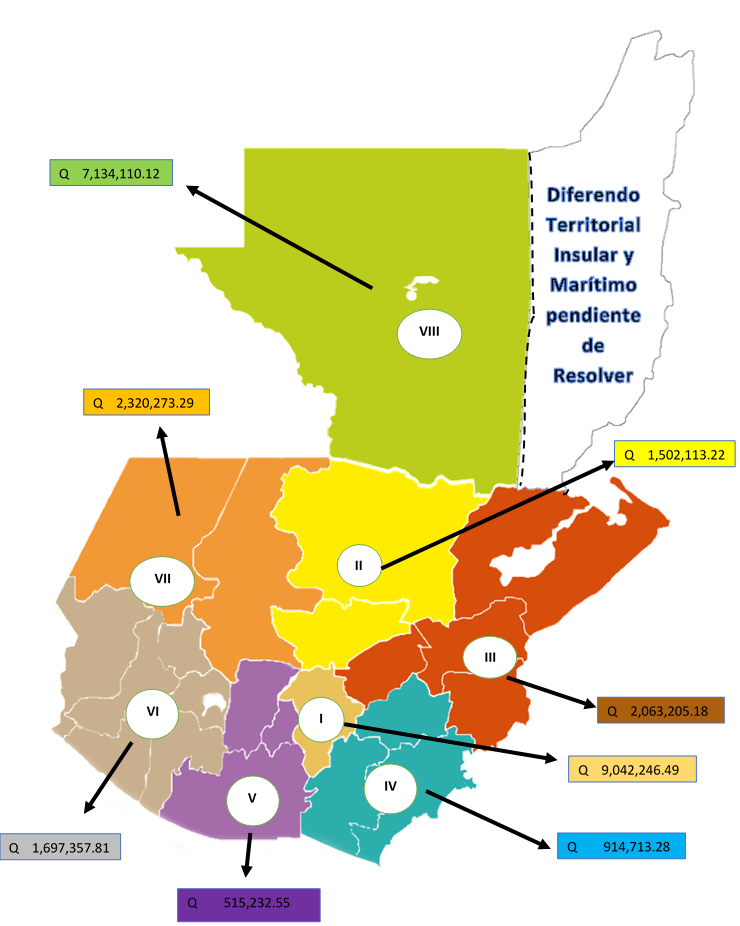 Q 7,134,110.12
Diferendo
Territorial
Insular y
Marítimo
pendiente
de
Resolver
VIII
Q 2,320,273.29
Q 1,502,113.22
II
VII
III
VI
I
Q 2,063,205.18
Q 9,042,246.49
IV
V
Q 1,697,357.81
Q 914,713.28
Q 515,232.55